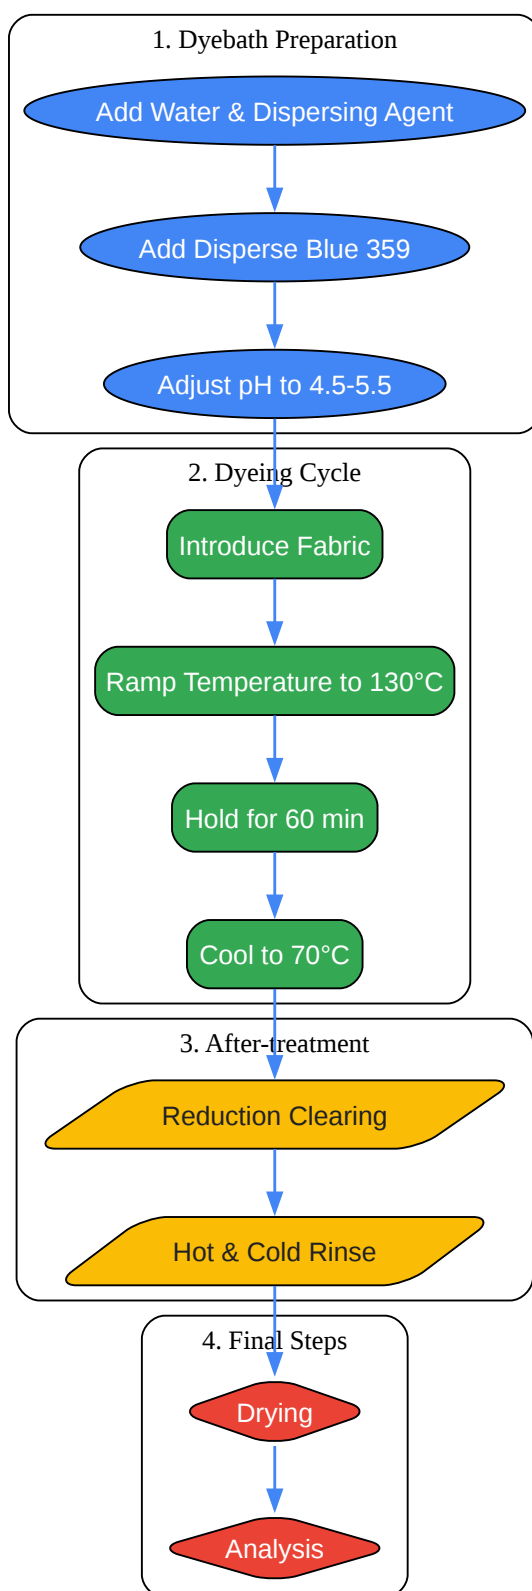 1. Dyebath Preparation
Add Water & Dispersing Agent
Add Disperse Blue 359
Adjust pH to 4.5-5.5
2. Dyeing Cycle
Introduce Fabric
Ramp Temperature to 130°C
Hold for 60 min
Cool to 70°C
3. After-treatment
Reduction Clearing
Hot & Cold Rinse
4. Final Steps
Drying
Analysis